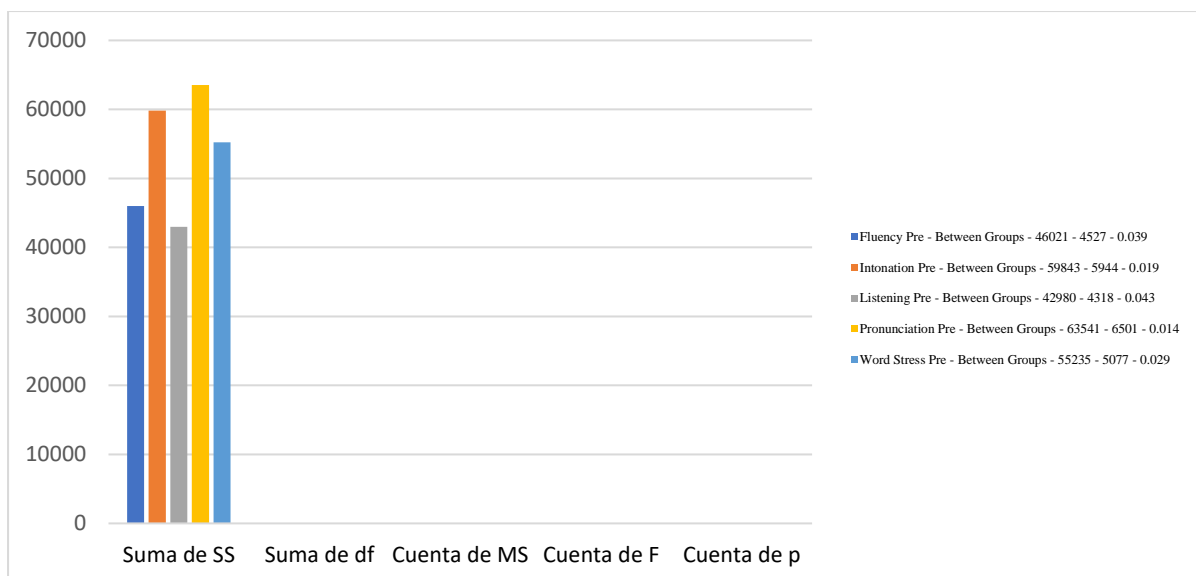 70000
60000
50000
40000
30000
20000
10000
0
Suma de SS
Suma de df
Cuenta de MS
Cuenta de F
Cuenta de p
Fluency Pre - Between Groups - 46021 - 4527 - 0.039
Intonation Pre - Between Groups - 59843 - 5944 - 0.019
Listening Pre - Between Groups - 42980 - 4318 - 0.043
Pronunciation Pre - Between Groups - 63541 - 6501 - 0.014
Word Stress Pre - Between Groups - 55235 - 5077 - 0.029